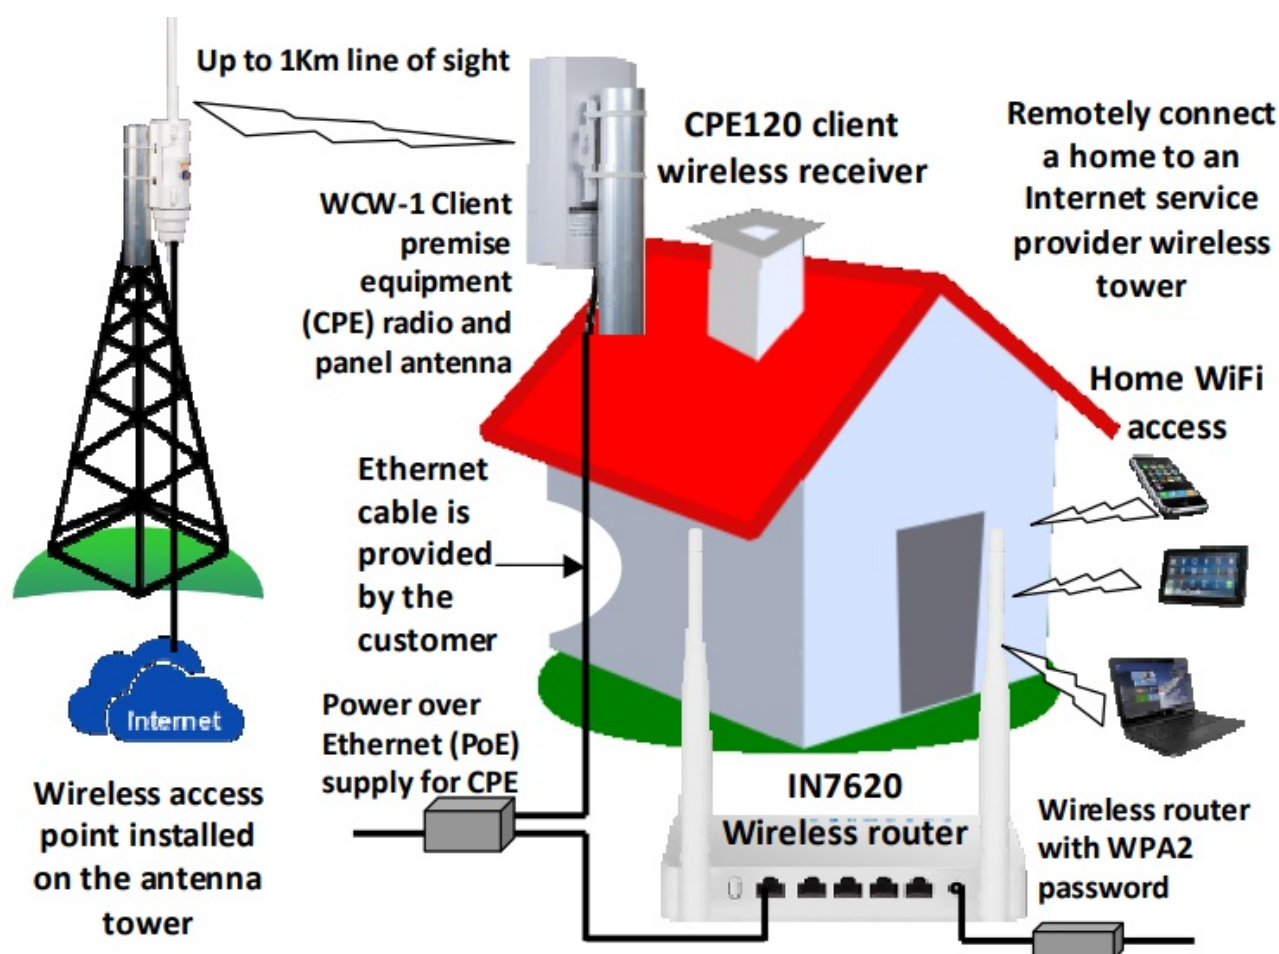 Up to 1Km line of sight
CPE120 client
wireless receiver
Remotely connect
a home to an
Internet service
provider wireless
tower
WCW-1 Client
premise
equipment
(CPE) radio and
panel antenna
Home WiFi
access
Ethernet
cable is
provided
by the
customer
Internet
Power over
Ethernet (PoE)
supply for CPE
Wireless access
point installed
on the antenna
tower
IN7620
Wireless router
Wireless router
with WPA2
password